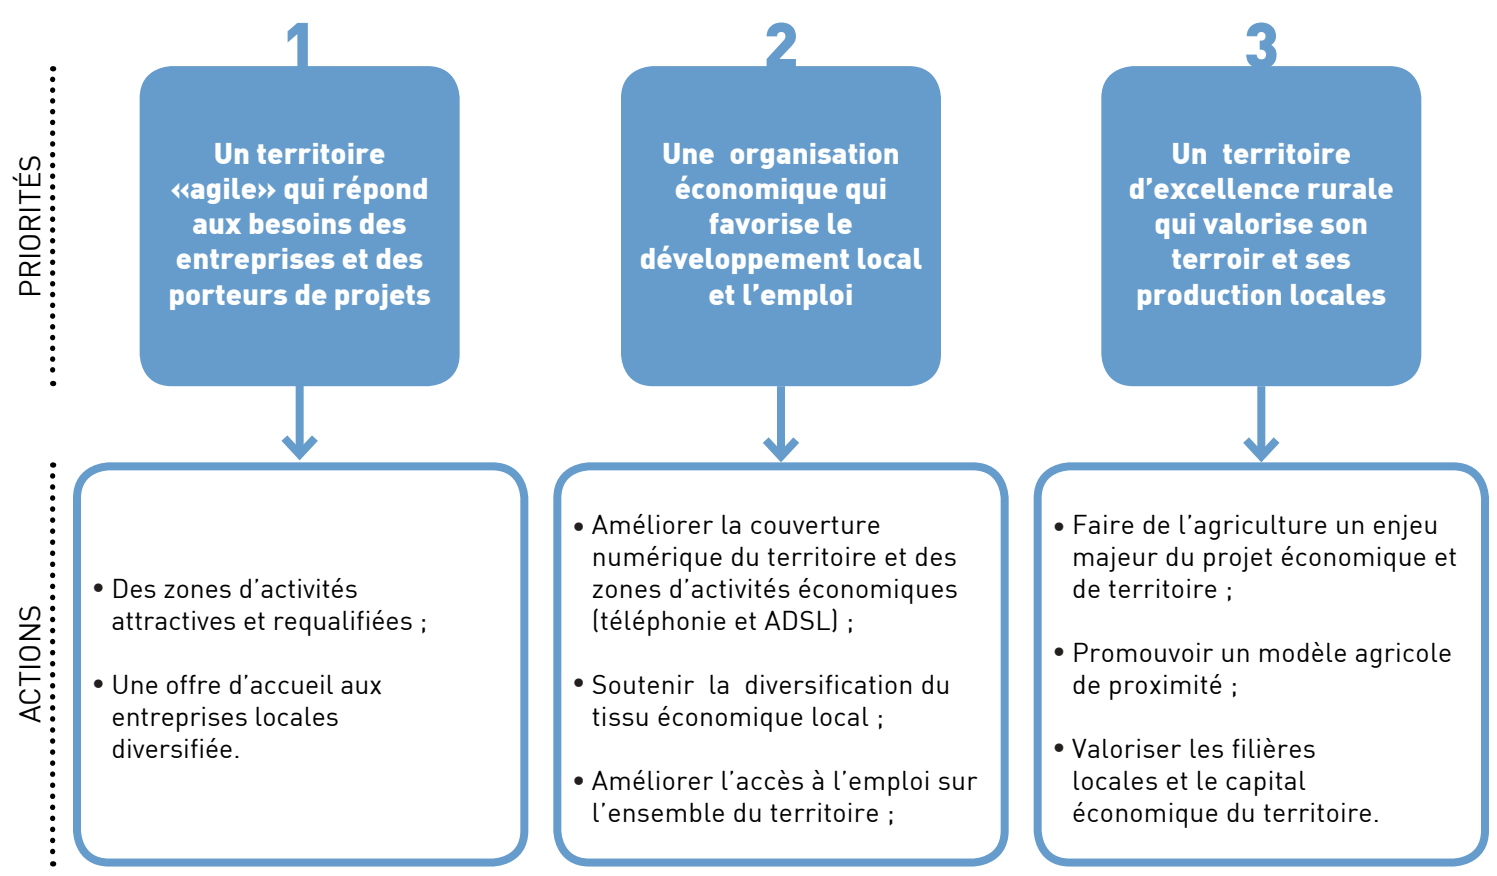 1
2
3
PRIORITÉS
Un territoire
«agile» qui répond
aux besoins des
entreprises et des
porteurs de projets
Une organisation
économique qui
favorise le
développement local
et l’emploi
Un territoire
d’excellence rurale
qui valorise son
terroir et ses
production locales
ACTIONS
• Des zones d’activités
attractives et requalifiées ;
• Une offre d’accueil aux
entreprises locales
diversifiée.
• Améliorer la couverture
numérique du territoire et des
zones d’activités économiques
(téléphonie et ADSL) ;
• Soutenir la diversification du
tissu économique local ;
• Améliorer l’accès à l’emploi sur
l’ensemble du territoire ;
• Faire de l’agriculture un enjeu
majeur du projet économique et
de territoire ;
• Promouvoir un modèle agricole
de proximité ;
• Valoriser les filières
locales et le capital
économique du territoire.